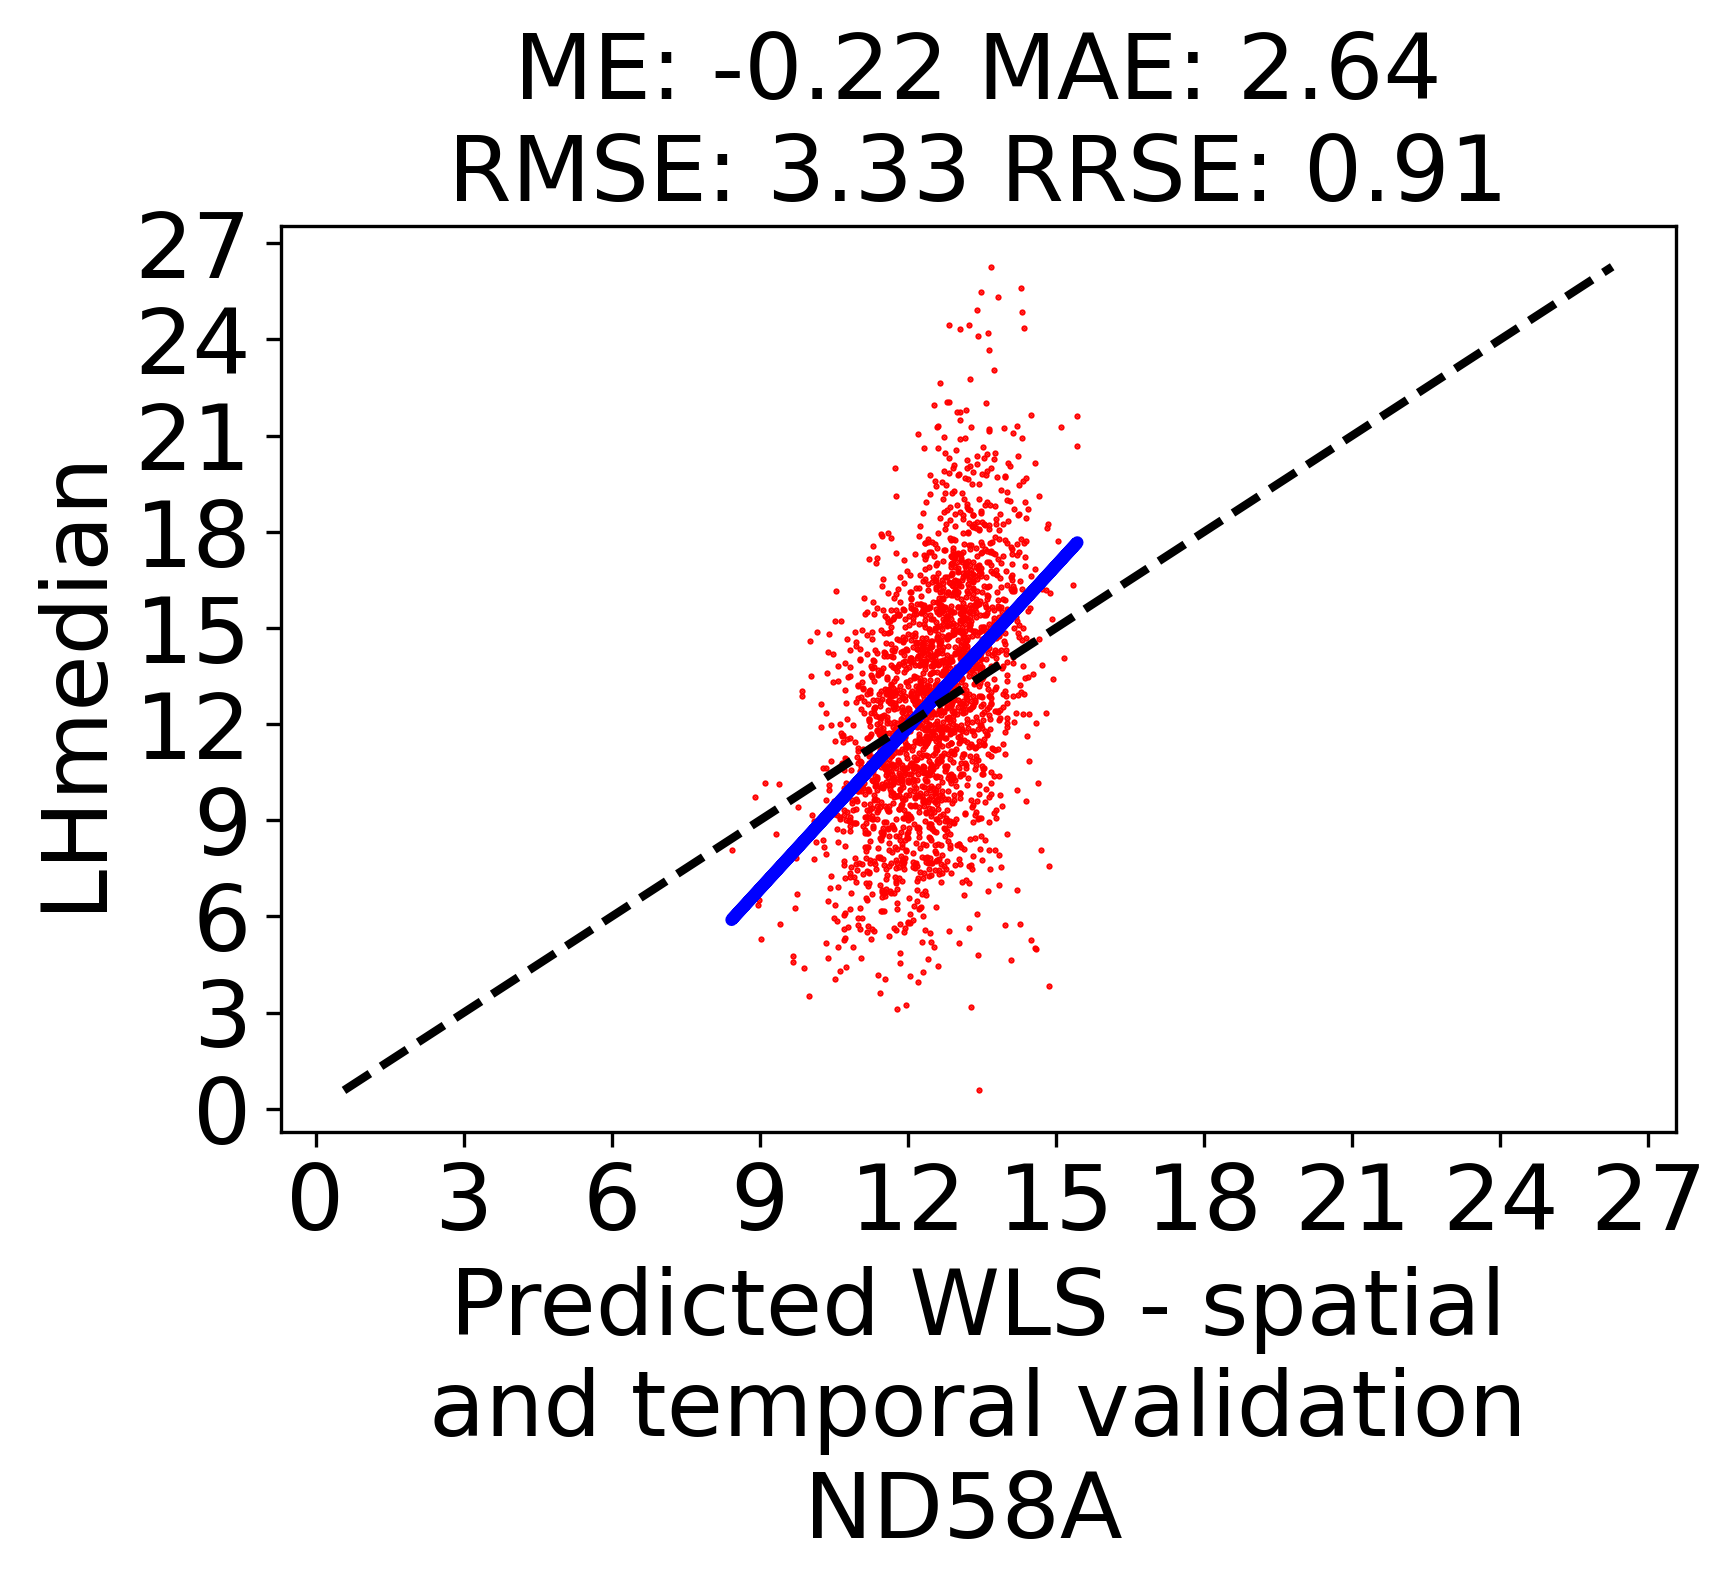 ME: -0.22 MAE: 2.64
RMSE: 3.33 RRSE: 0.91
27
24
21
18
15
12
9
6
3
0
LHmedian
0 3 6 9 12 15 18 21 24 27
Predicted WLS - spatial
and temporal validation
ND58A